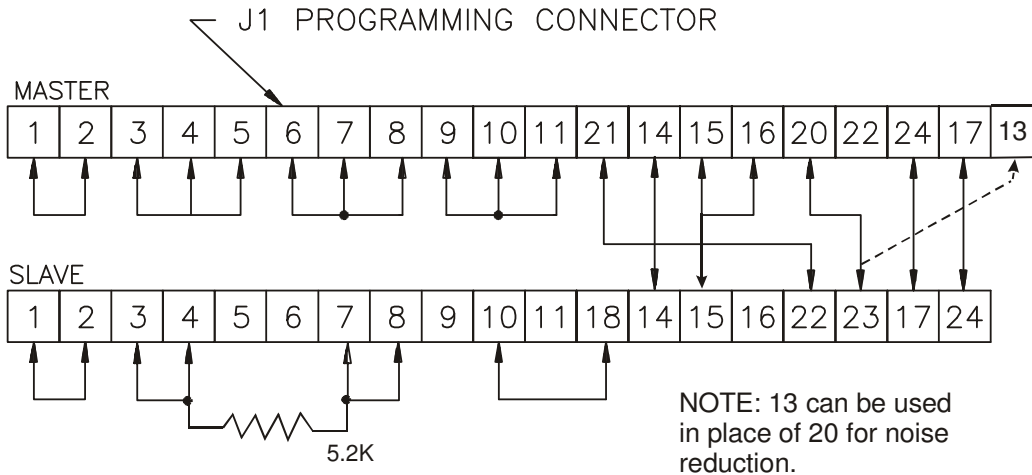 J1 PROGRAMMING CONNECTOR
MASTER
1 2 3 4 5 6 7 8 9 10 11 21 14 15 16 20 22 24 17 13
SLAVE
1 2 3 4 5 6 7 8 9 10 11 18 14 15 16 22 23 17 24
5.2K
NOTE: 13 can be used
in place of 20 for noise
reduction.